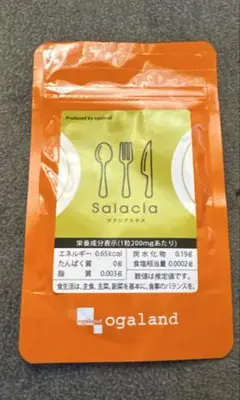 Produced by ogaland
Salacia
サラシアエキス
栄養成分表示(1粒200mgあたり)
エネルギー 0.65kcal 炭水化物 0.19g
たんぱく質 0g 食塩相当量 0.0002g
脂質 0.003g 数値は推定値です。
食生活は、主食、主菜、副菜を基本に、食事のバランスを。
ogaland
ogaland